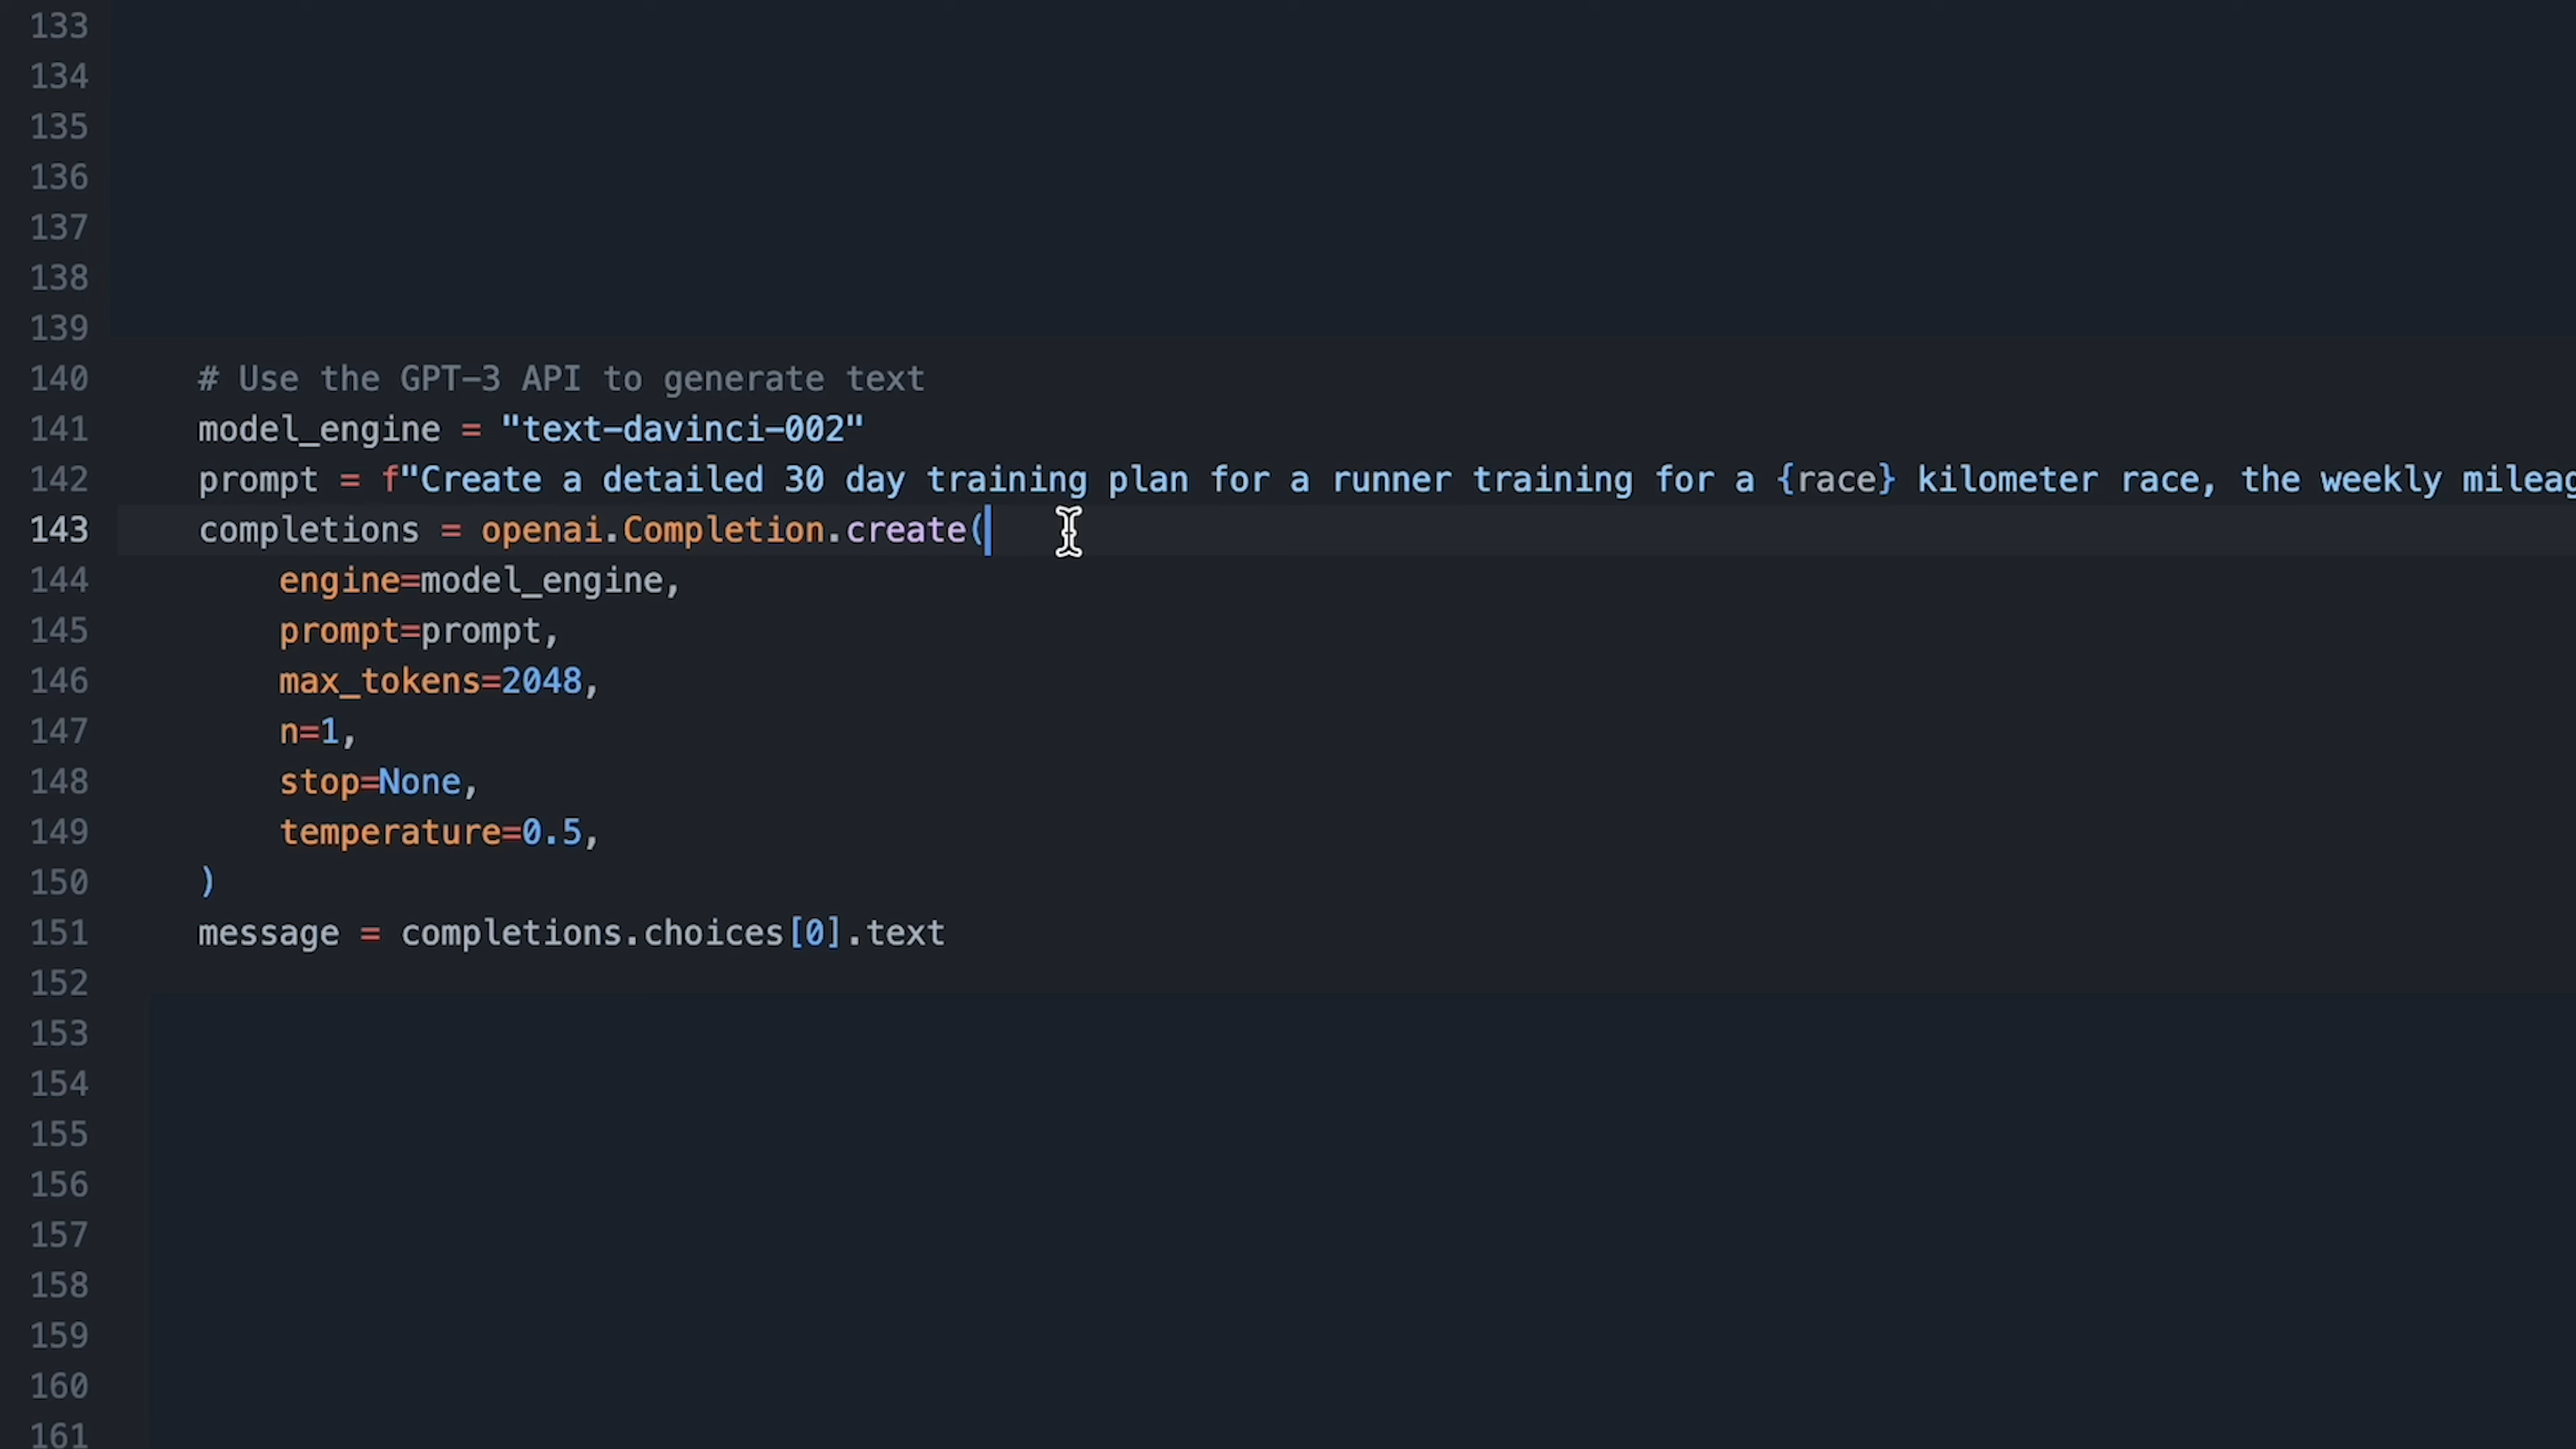 133
134
135
136
137
138
139
140 # Use the GPT-3 API to generate text
141 model_engine = "text-davinci-002"
142 prompt = f"Create a detailed 30 day training plan for a runner training for a {race} kilometer race, the weekly mileag
143 completions = openai.Completion.create(
144 engine=model_engine,
145 prompt=prompt,
146 max_tokens=2048,
147 n=1,
148 stop=None,
149 temperature=0.5,
150 )
151 message = completions.choices[0].text
152
153
154
155
156
157
158
159
160
161